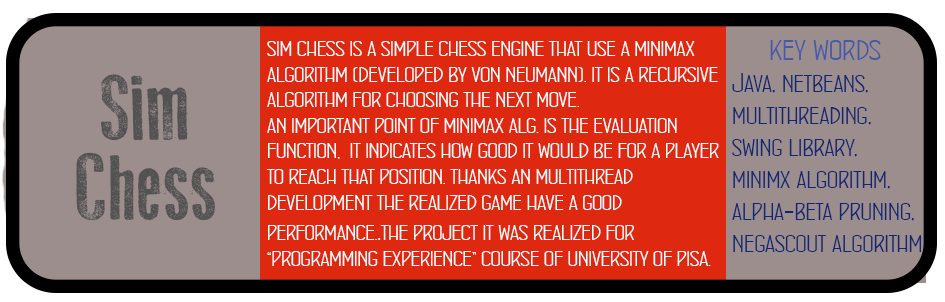 Sim
Chess
SIM CHESS IS A SIMPLE CHESS ENGINE THAT USE A MINIMAX
ALGORITHM (DEVELOPED BY VON NEUMANN). IT IS A RECURSIVE
ALGORITHM FOR CHOOSING THE NEXT MOVE.
AN IMPORTANT POINT OF MINIMAX ALG. IS THE EVALUATION
FUNCTION, IT INDICATES HOW GOOD IT WOULD BE FOR A PLAYER
TO REACH THAT POSITION. THANKS AN MULTITHREAD
DEVELOPMENT THE REALIZED GAME HAVE A GOOD
PERFORMANCE..THE PROJECT IT WAS REALIZED FOR
"PROGRAMMING EXPERIENCE" COURSE OF UNIVERSITY OF PISA.
KEY WORDS
JAVA, NETBEANS,
MULTITHREADING,
SWING LIBRARY,
MINIMX ALGORITHM,
ALPHA-BETA PRUNING,
NEGASCOUT ALGORITHM